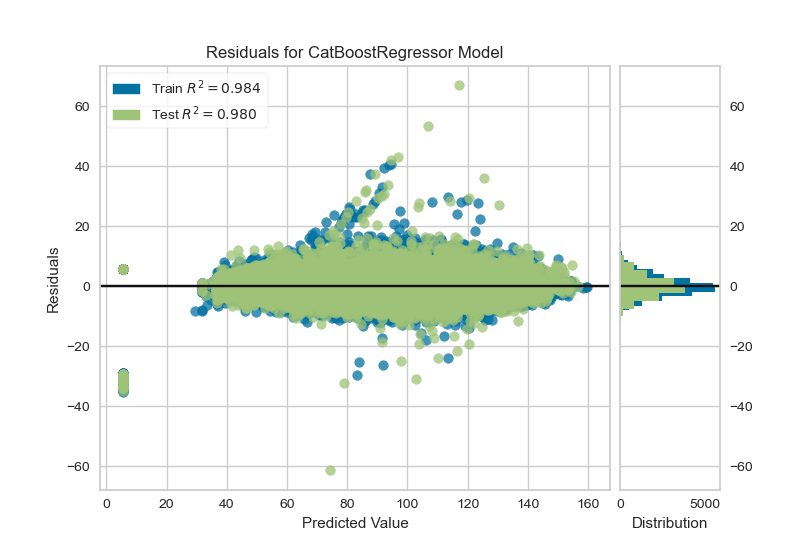 Residuals for CatBoostRegressor Model
Train R² = 0.984
Test R² = 0.980
60
40
20
0
−20
−40
−60
Residuals
0 20 40 60 80 100 120 140 160
Predicted Value
60
40
20
0
−20
−40
−60
0 5000
Distribution